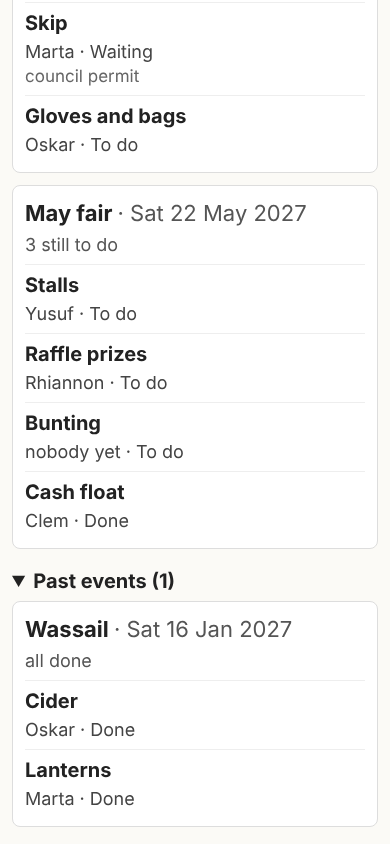 Skip
Marta · Waiting
council permit
Gloves and bags
Oskar · To do
May fair · Sat 22 May 2027
3 still to do
Stalls
Yusuf · To do
Raffle prizes
Rhiannon · To do
Bunting
nobody yet · To do
Cash float
Clem · Done
▼ Past events (1)
Wassail · Sat 16 Jan 2027
all done
Cider
Oskar · Done
Lanterns
Marta · Done